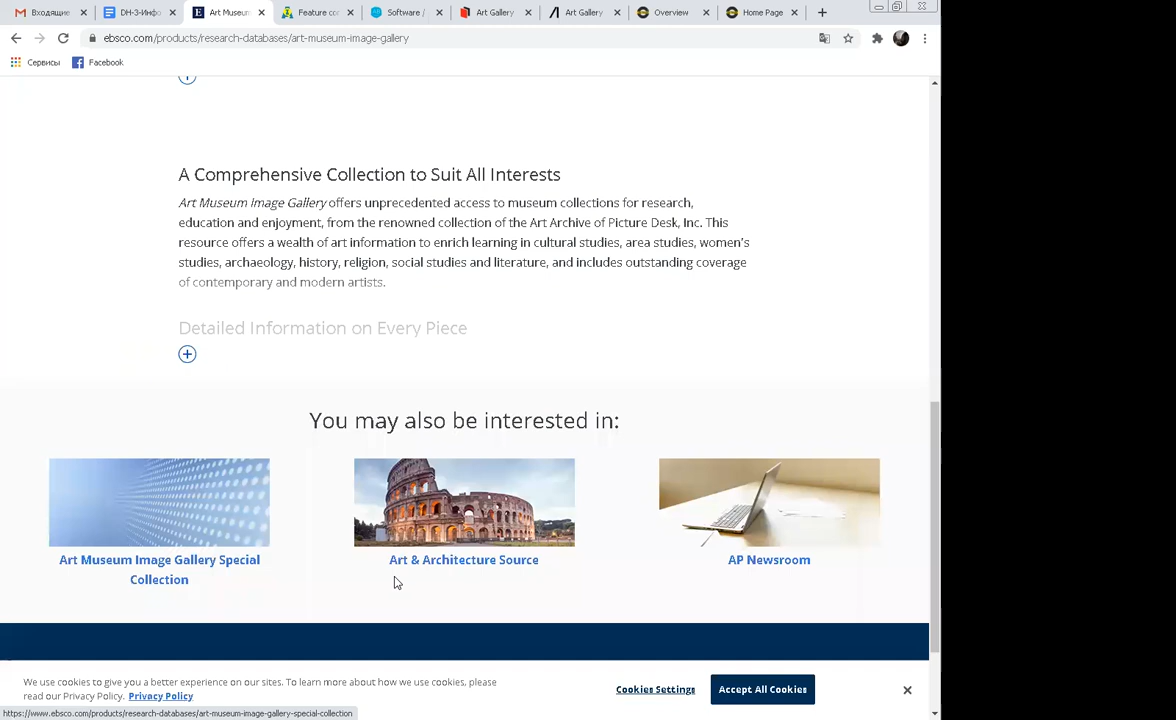 Входящие
DH-3-Инфо
Art Museum
Feature co
Software /
Art Gallery
Art Gallery
Overview
Home Page
ebsco.com/products/research-databases/art-museum-image-gallery
Сервисы
Facebook
A Comprehensive Collection to Suit All Interests
Art Museum Image Gallery offers unprecedented access to museum collections for research,
education and enjoyment, from the renowned collection of the Art Archive of Picture Desk, Inc. This
resource offers a wealth of art information to enrich learning in cultural studies, area studies, women's
studies, archaeology, history, religion, social studies and literature, and includes outstanding coverage
of contemporary and modern artists.
Detailed Information on Every Piece
You may also be interested in:
Art Museum Image Gallery Special
Collection
Art & Architecture Source
AP Newsroom
We use cookies to give you a better experience on our sites. To learn more about how we use cookies, please
read our Privacy Policy. Privacy Policy
Cookies Settings
Accept All Cookies
https://www.ebsco.com/products/research-databases/art-museum-image-gallery-special-collection